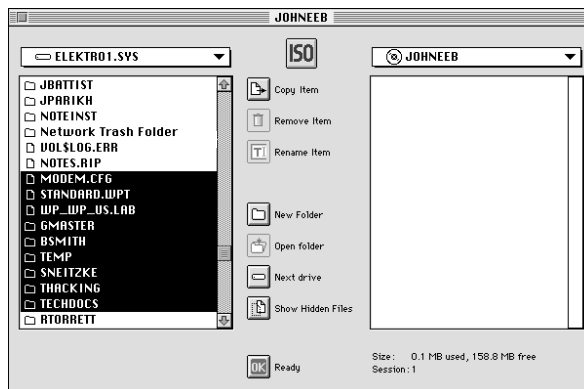 JOHNEEB
ELEKTRO1.SYS
ISO
JOHNEEB
JBATTIST
JPARIKH
NOTEINST
Network Trash Folder
VOL$LOG.ERR
NOTES.RIP
MODEM.CFG
STANDARD.WPT
WP_WP_US.LAB
GMASTER
BSMITH
TEMP
SNEITZKE
THACKING
TECHDOCS
RTORRETT
Copy Item
Remove Item
Rename Item
New Folder
Open folder
Next drive
Show Hidden Files
OK Ready
Size: 0.1 MB used, 158.8 MB free
Session: 1